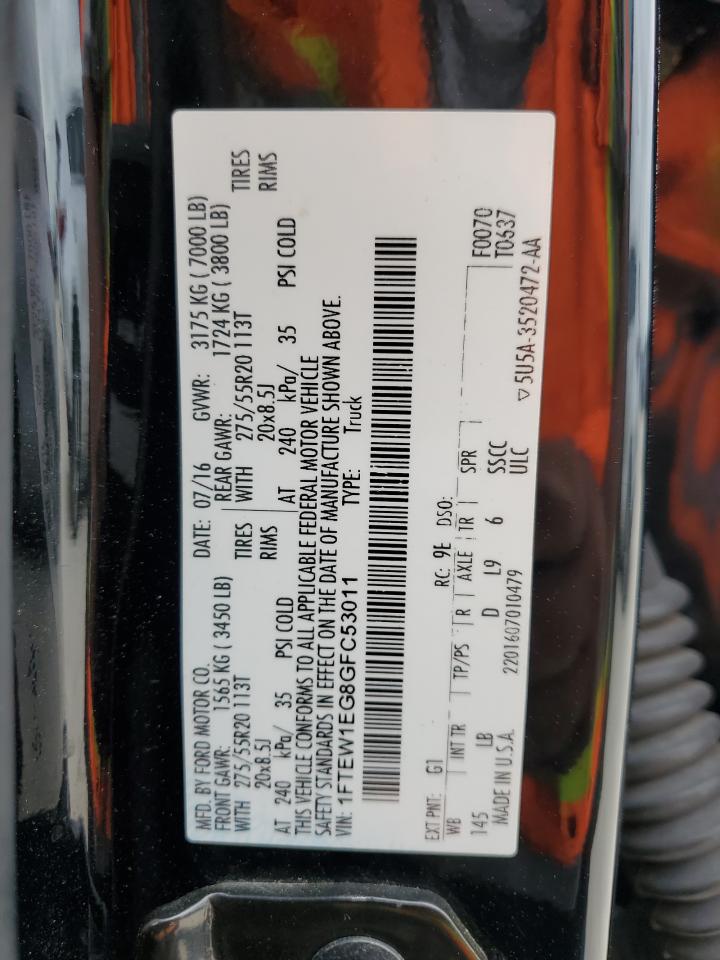 MFD. BY FORD MOTOR CO. DATE: 07/16 GVWR: 3175 KG ( 7000 LB)
FRONT GAWR: 1565 KG ( 3450 LB) REAR GAWR: 1724 KG ( 3800 LB)
WITH 275/55R20 113T TIRES WITH 275/55R20 113T TIRES
20x8.5J RIMS 20x8.5J RIMS
AT 240 kPa/ 35 PSI COLD AT 240 kPa/ 35 PSI COLD
THIS VEHICLE CONFORMS TO ALL APPLICABLE FEDERAL MOTOR VEHICLE
SAFETY STANDARDS IN EFFECT ON THE DATE OF MANUFACTURE SHOWN ABOVE.
VIN: 1FTEW1EG8GFC53011 TYPE: Truck
EXT PNT: G1 RC: 9E DSO:
WB INT TR TP/PS R AXLE TR SPR F0070
145 LB D L9 6 SSCC T0637
MADE IN U.S.A. 2201607010479 ULC ▽5U5A-3520472-AA